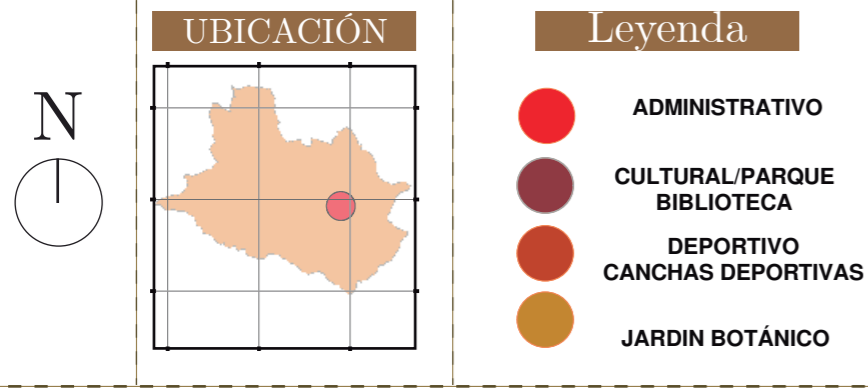 N
UBICACIÓN
Leyenda
ADMINISTRATIVO
CULTURAL/PARQUE
BIBLIOTECA
DEPORTIVO
CANCHAS DEPORTIVAS
JARDIN BOTÁNICO